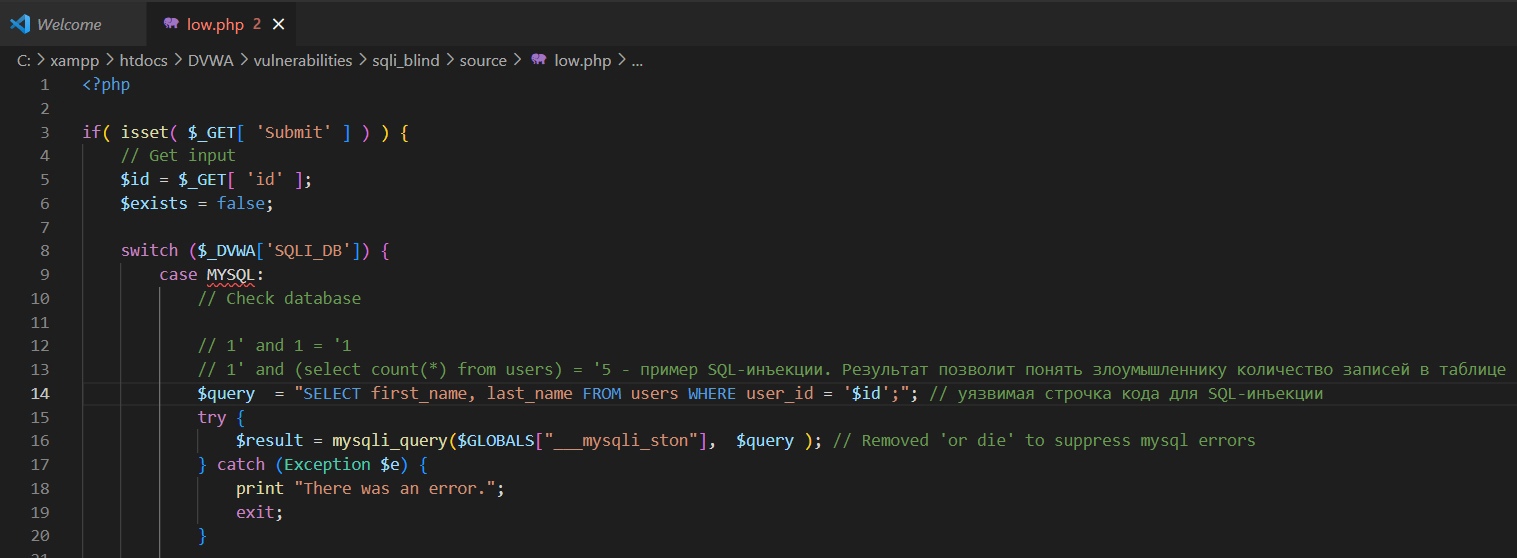 Welcome low.php 2 ×
C: > xampp > htdocs > DVWA > vulnerabilities > sqli_blind > source > low.php > ...
1 <?php
2
3 if( isset( $_GET[ 'Submit' ] ) ) {
4     // Get input
5     $id = $_GET[ 'id' ];
6     $exists = false;
7
8     switch ($_DVWA['SQLI_DB']) {
9         case MYSQL:
10             // Check database
11
12             // 1' and 1 = '1
13             // 1' and (select count(*) from users) = '5 - пример SQL-инъекции. Результат позволит понять злоумышленнику количество записей в таблице
14             $query  = "SELECT first_name, last_name FROM users WHERE user_id = '$id';"; // уязвимая строчка кода для SQL-инъекции
15             try {
16                 $result = mysqli_query($GLOBALS["___mysqli_ston"],  $query ); // Removed 'or die' to suppress mysql errors
17             } catch (Exception $e) {
18                 print "There was an error.";
19                 exit;
20             }